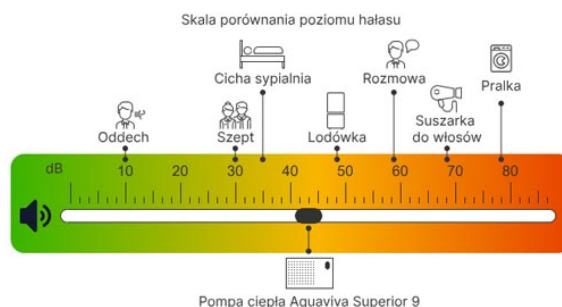 Skala porównania poziomu hałasu
Cicha sypialnia
Rozmowa
Pralka
Oddech
Szept
Lodówka
Suszarka
do włosów
dB 10 20 30 40 50 60 70 80
Pompa ciepła Aquaviva Superior 9